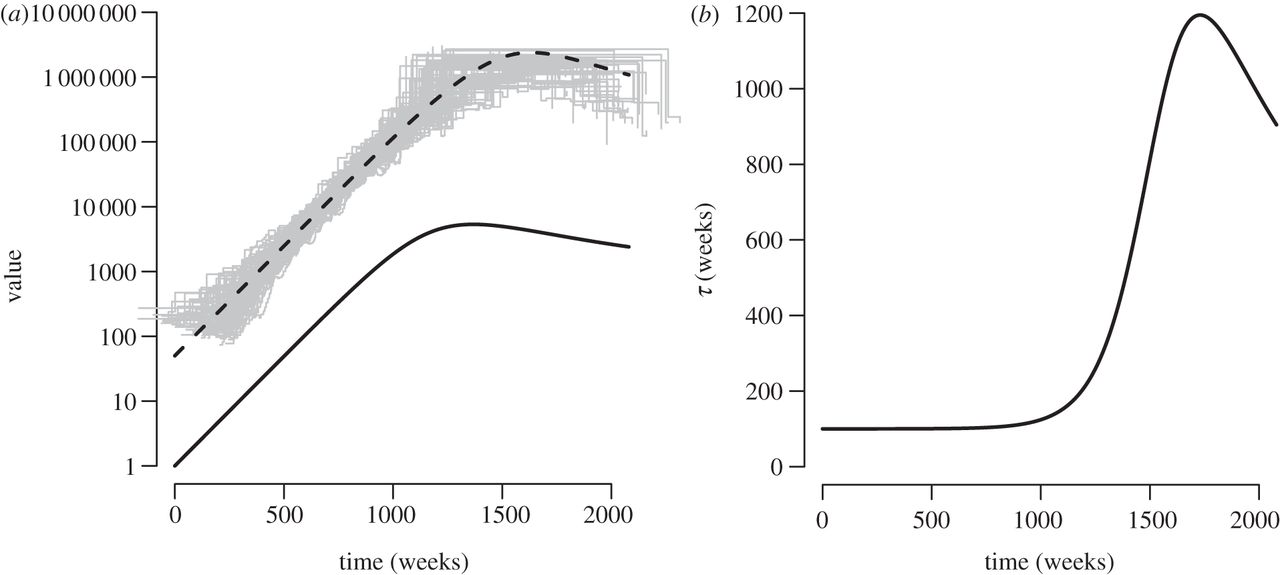 (a) 10 000 000
1 000 000
100 000
10 000
1000
100
10
1
value
0 500 1000 1500 2000
time (weeks)
(b) 1200
1000
800
600
400
200
0
τ (weeks)
0 500 1000 1500 2000
time (weeks)